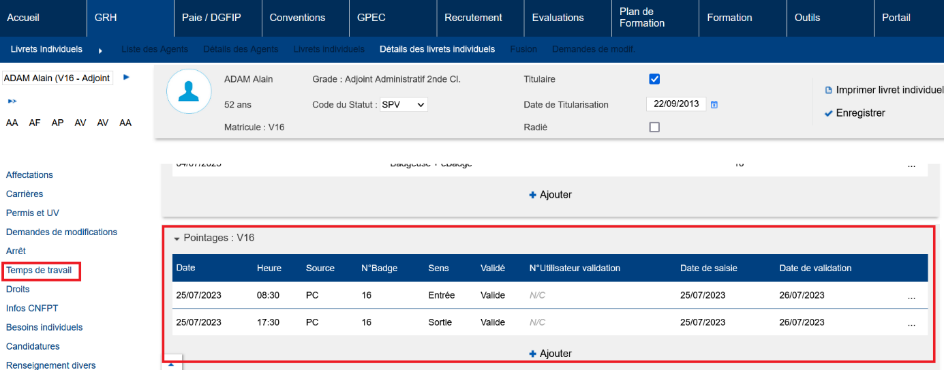 Accueil GRH Paie / DGFIP Conventions GPEC Recrutement Evaluations Plan de Formation Formation Outils Portail
Livrets Individuels Liste des Agents Détails des Agents Livrets Individuels Détails des livrets individuels Fusion Demandes de modif.
ADAM Alain (V16 - Adjoint
AA AF AP AV AV AA
ADAM Alain Grade : Adjoint Administratif 2nde Cl. Titulaire
52 ans Code du Statut : SPV Date de Titularisation 22/09/2013
Matricule : V16 Radié
Imprimer livret individuel
Enregistrer
Affectations
Carrières
Permis et UV
Demandes de modifications
Arrêt
Temps de travail
Droits
Infos CNFPT
Besoins individuels
Candidatures
Renseignement divers
...
+ Ajouter
Pointages : V16
Date Heure Source N°Badge Sens Validé N°Utilisateur validation Date de saisie Date de validation
25/07/2023 08:30 PC 16 Entrée Valide N/C 25/07/2023 26/07/2023 ...
25/07/2023 17:30 PC 16 Sortie Valide N/C 25/07/2023 26/07/2023 ...
+ Ajouter